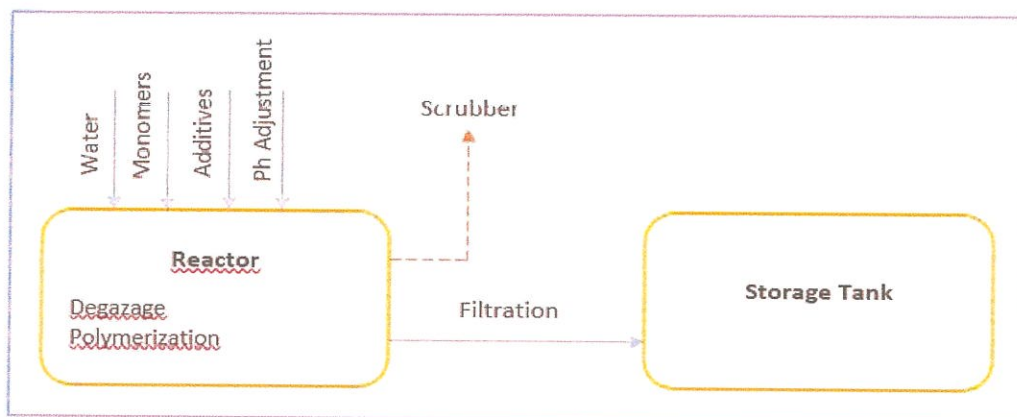 Water
Monomers
Additives
Ph Adjustment
Scrubber
Reactor
Degazage
Polymerization
Filtration
Storage Tank